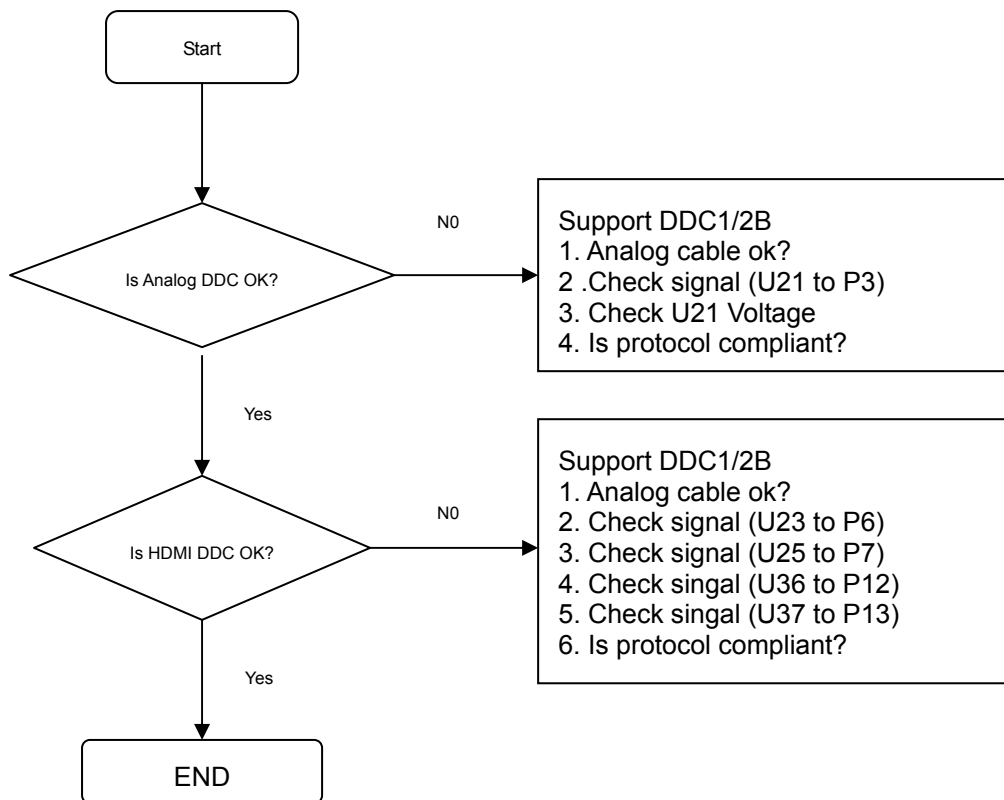 Start
Is Analog DDC OK?
N0
Support DDC1/2B
1. Analog cable ok?
2 .Check signal (U21 to P3)
3. Check U21 Voltage
4. Is protocol compliant?
Yes
Is HDMI DDC OK?
N0
Support DDC1/2B
1. Analog cable ok?
2. Check signal (U23 to P6)
3. Check signal (U25 to P7)
4. Check singal (U36 to P12)
5. Check singal (U37 to P13)
6. Is protocol compliant?
Yes
END